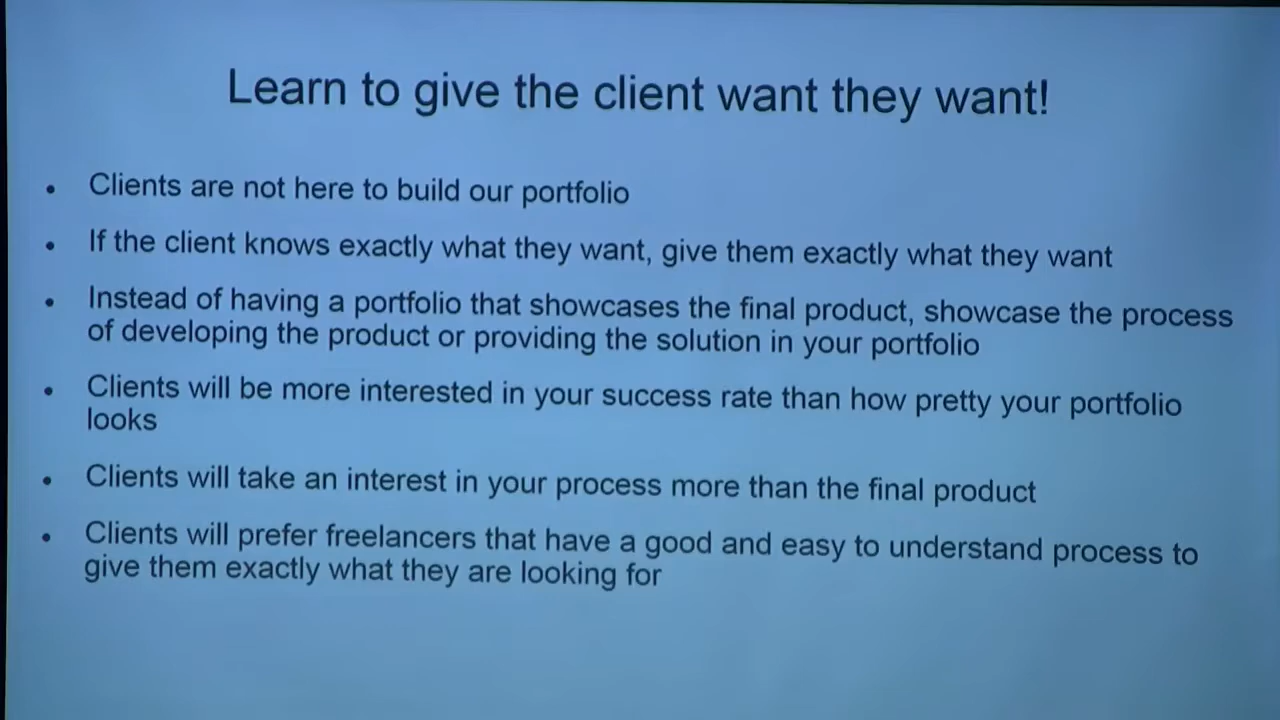 Learn to give the client want they want!
• Clients are not here to build our portfolio
• If the client knows exactly what they want, give them exactly what they want
• Instead of having a portfolio that showcases the final product, showcase the process
of developing the product or providing the solution in your portfolio
• Clients will be more interested in your success rate than how pretty your portfolio
looks
• Clients will take an interest in your process more than the final product
• Clients will prefer freelancers that have a good and easy to understand process to
give them exactly what they are looking for